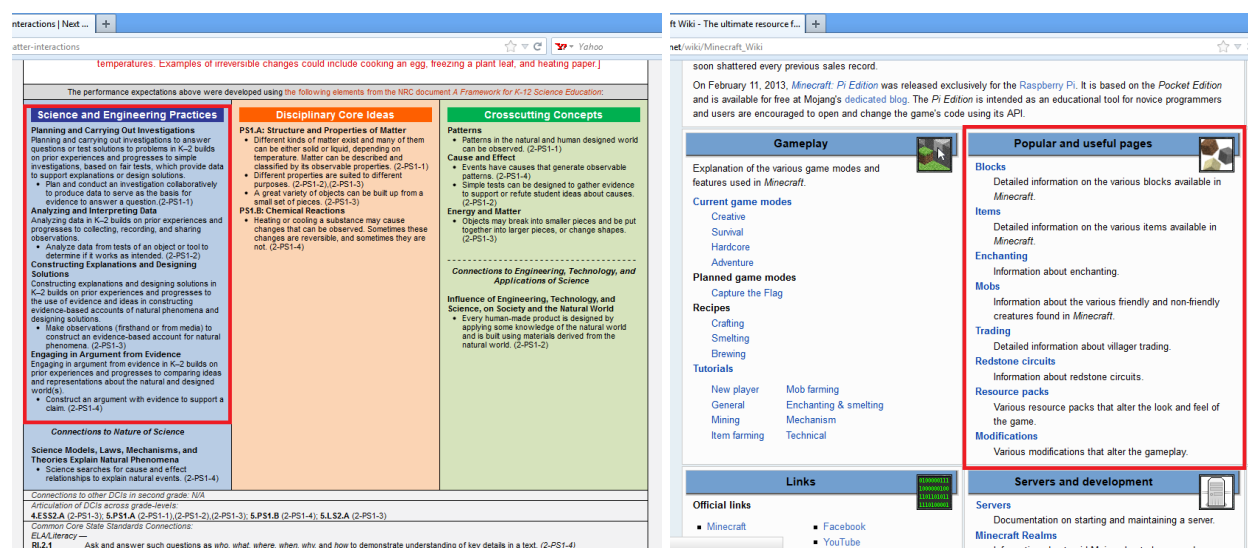 nteractions | Next ... +
atter-interactions
Yahoo
temperatures. Examples of irreversible changes could include cooking an egg, freezing a plant leaf, and heating paper.]
The performance expectations above were developed using the following elements from the NRC document A Framework for K-12 Science Education:
Science and Engineering Practices
Planning and Carrying Out Investigations
Planning and carrying out investigations to answer
questions or test solutions to problems in K–2 builds
on prior experiences and progresses to simple
investigations, based on fair tests, which provide data
to support explanations or design solutions.
• Plan and conduct an investigation collaboratively
to produce data to serve as the basis for
evidence to answer a question.(2-PS1-1)
Analyzing and Interpreting Data
Analyzing data in K–2 builds on prior experiences and
progresses to collecting, recording, and sharing
observations.
• Analyze data from tests of an object or tool to
determine if it works as intended. (2-PS1-2)
Constructing Explanations and Designing
Solutions
Constructing explanations and designing solutions in
K–2 builds on prior experiences and progresses to
the use of evidence and ideas in constructing
evidence-based accounts of natural phenomena and
designing solutions.
• Make observations (firsthand or from media) to
construct an evidence-based account for natural
phenomena. (2-PS1-3)
Engaging in Argument from Evidence
Engaging in argument from evidence in K–2 builds on
prior experiences and progresses to comparing ideas
and representations about the natural and designed
world(s).
• Construct an argument with evidence to support a
claim. (2-PS1-4)
Connections to Nature of Science
Science Models, Laws, Mechanisms, and
Theories Explain Natural Phenomena
• Science searches for cause and effect
relationships to explain natural events. (2-PS1-4)
Disciplinary Core Ideas
PS1.A: Structure and Properties of Matter
• Different kinds of matter exist and many of them
can be either solid or liquid, depending on
temperature. Matter can be described and
classified by its observable properties. (2-PS1-1)
• Different properties are suited to different
purposes. (2-PS1-2),(2-PS1-3)
• A great variety of objects can be built up from a
small set of pieces. (2-PS1-3)
PS1.B: Chemical Reactions
• Heating or cooling a substance may cause
changes that can be observed. Sometimes these
changes are reversible, and sometimes they are
not. (2-PS1-4)
Crosscutting Concepts
Patterns
• Patterns in the natural and human designed world
can be observed. (2-PS1-1)
Cause and Effect
• Events have causes that generate observable
patterns. (2-PS1-4)
• Simple tests can be designed to gather evidence
to support or refute student ideas about causes.
(2-PS1-2)
Energy and Matter
• Objects may break into smaller pieces and be put
together into larger pieces, or change shapes.
(2-PS1-3)
Connections to Engineering, Technology, and
Applications of Science
Influence of Engineering, Technology, and
Science, on Society and the Natural World
• Every human-made product is designed by
applying some knowledge of the natural world
and is built using materials derived from the
natural world. (2-PS1-2)
Connections to other DCIs in second grade: N/A
Articulation of DCIs across grade-levels:
4.ESS2.A (2-PS1-3); 5.PS1.A (2-PS1-1),(2-PS1-2),(2-PS1-3); 5.PS1.B (2-PS1-4); 5.LS2.A (2-PS1-3)
Common Core State Standards Connections:
ELA/Literacy —
RI.2.1 Ask and answer such questions as who, what, where, when, why, and how to demonstrate understanding of key details in a text. (2-PS1-4)
ft Wiki - The ultimate resource f... +
net/wiki/Minecraft_Wiki
soon shattered every previous sales record.
On February 11, 2013, Minecraft: Pi Edition was released exclusively for the Raspberry Pi. It is based on the Pocket Edition
and is available for free at Mojang's dedicated blog. The Pi Edition is intended as an educational tool for novice programmers
and users are encouraged to open and change the game's code using its API.
Gameplay
Explanation of the various game modes and
features used in Minecraft.
Current game modes
Creative
Survival
Hardcore
Adventure
Planned game modes
Capture the Flag
Recipes
Crafting
Smelting
Brewing
Tutorials
New player Mob farming
General Enchanting & smelting
Mining Mechanism
Item farming Technical
Popular and useful pages
Blocks
Detailed information on the various blocks available in
Minecraft.
Items
Detailed information on the various items available in
Minecraft.
Enchanting
Information about enchanting.
Mobs
Information about the various friendly and non-friendly
creatures found in Minecraft.
Trading
Detailed information about villager trading.
Redstone circuits
Information about redstone circuits.
Resource packs
Various resource packs that alter the look and feel of
the game.
Modifications
Various modifications that alter the gameplay.
Links
Official links
Minecraft Facebook
YouTube
Servers and development
Servers
Documentation on starting and maintaining a server.
Minecraft Realms